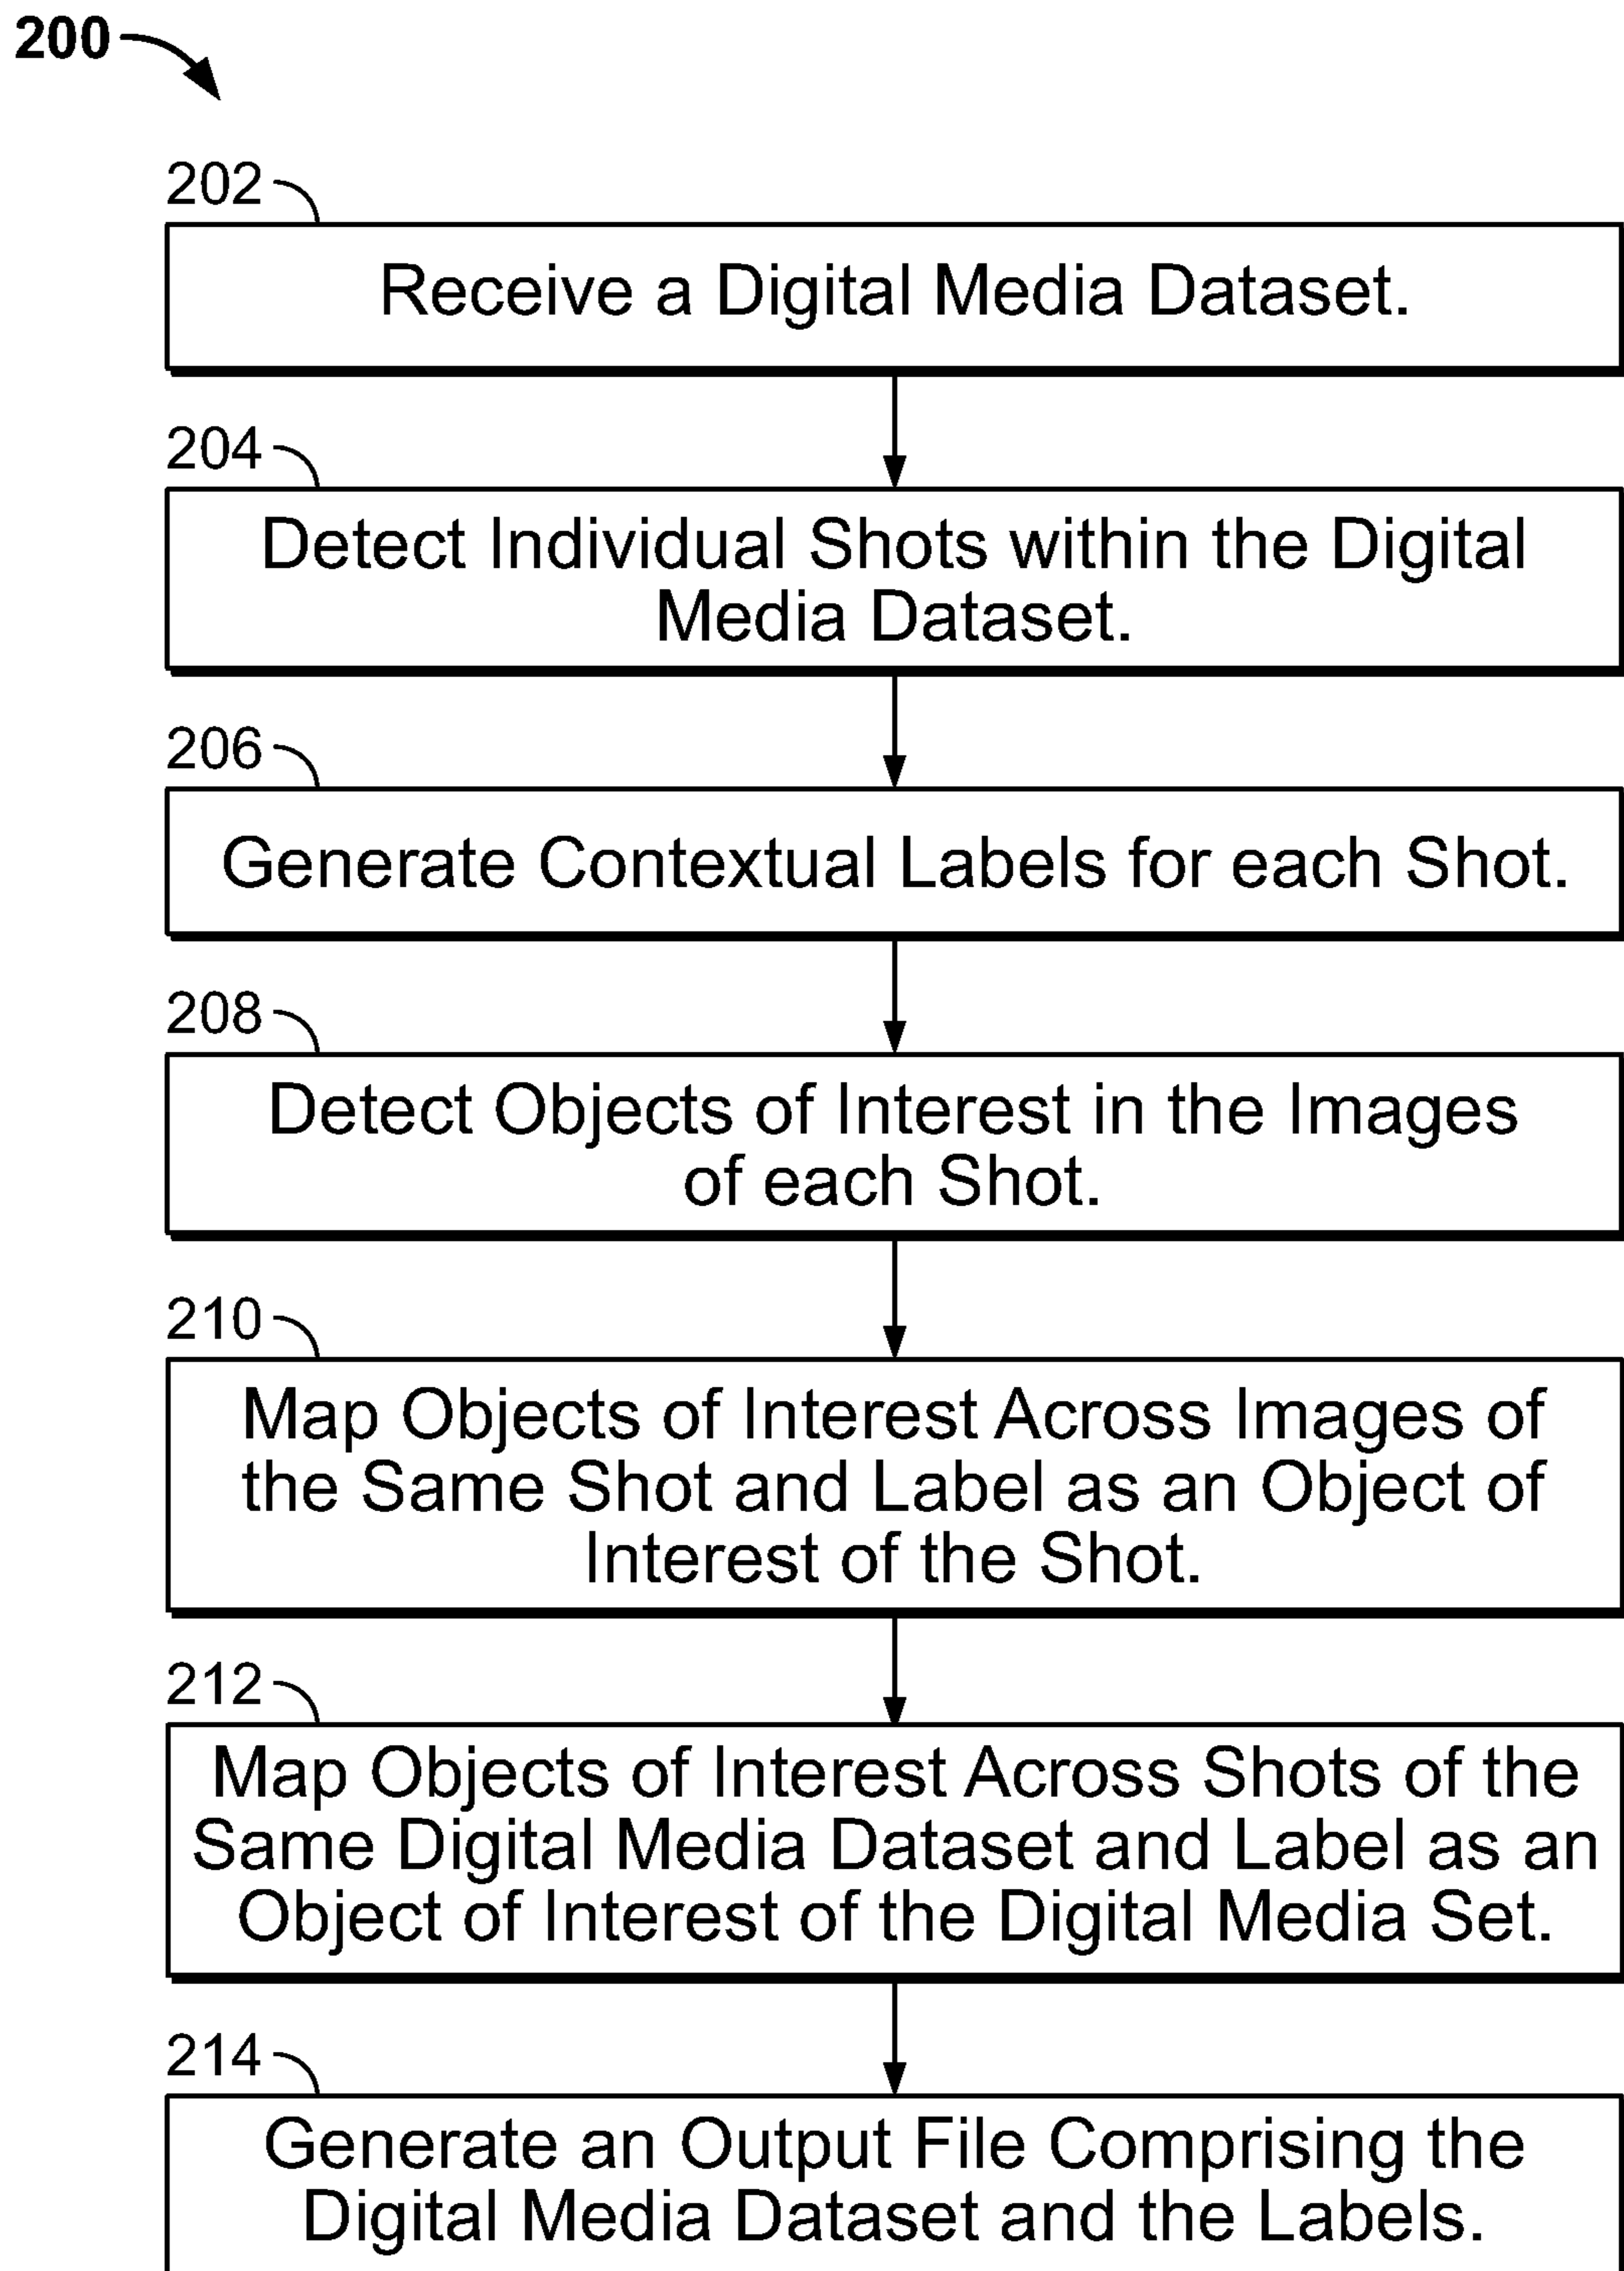 200
202
Receive a Digital Media Dataset.
204
Detect Individual Shots within the Digital
Media Dataset.
206
Generate Contextual Labels for each Shot.
208
Detect Objects of Interest in the Images
of each Shot.
210
Map Objects of Interest Across Images of
the Same Shot and Label as an Object of
Interest of the Shot.
212
Map Objects of Interest Across Shots of the
Same Digital Media Dataset and Label as an
Object of Interest of the Digital Media Set.
214
Generate an Output File Comprising the
Digital Media Dataset and the Labels.